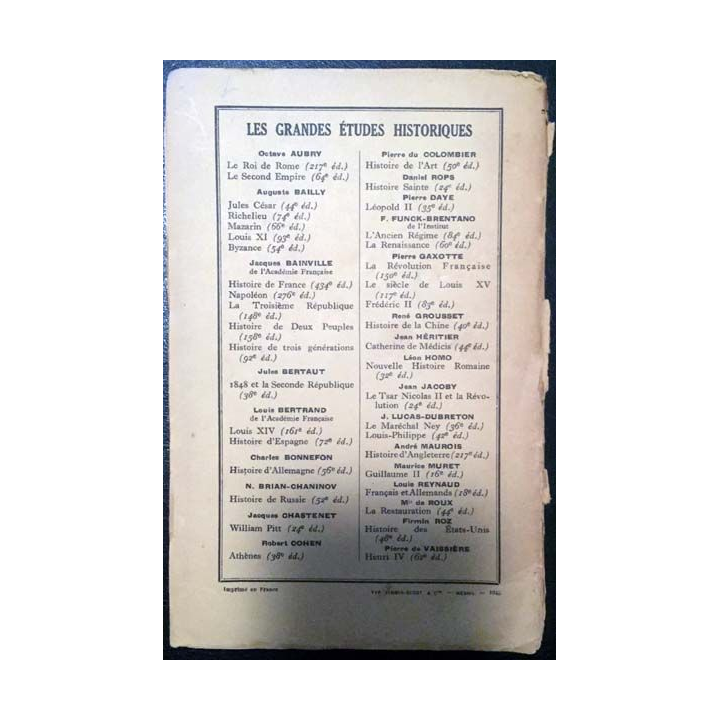 LES GRANDES ÉTUDES HISTORIQUES
Octave AUBRY
Le Roi de Rome (217e éd.)
Le Second Empire (64e éd.)
Auguste BAILLY
Jules César (44e éd.)
Richelieu (74e éd.)
Mazarin (66e éd.)
Louis XI (93e éd.)
Byzance (54e éd.)
Jacques BAINVILLE
de l'Académie Française
Histoire de France (434e éd.)
Napoléon (276e éd.)
La Troisième République
(148e éd.)
Histoire de Deux Peuples
(158e éd.)
Histoire de trois générations
(92e éd.)
Jules BERTAUT
1848 et la Seconde République
(38e éd.)
Louis BERTRAND
de l'Académie Française
Louis XIV (161e éd.)
Histoire d'Espagne (72e éd.)
Charles BONNEFON
Histoire d'Allemagne (56e éd.)
N. BRIAN-CHANINOV
Histoire de Russie (52e éd.)
Jacques CHASTENET
William Pitt (24e éd.)
Robert COHEN
Athènes (38e éd.)
Pierre du COLOMBIER
Histoire de l'Art (50e éd.)
Daniel ROPS
Histoire Sainte (24e éd.)
Pierre DAYE
Léopold II (35e éd.)
F. FUNCK-BRENTANO
de l'Institut
L'Ancien Régime (84e éd.)
La Renaissance (60e éd.)
Pierre GAXOTTE
La Révolution Française
(150e éd.)
Le siècle de Louis XV
(117e éd.)
Frédéric II (83e éd.)
René GROUSSET
Histoire de la Chine (40e éd.)
Jean HÉRITIER
Catherine de Médicis (44e éd.)
Léon HOMO
Nouvelle Histoire Romaine
(32e éd.)
Jean JACOBY
Le Tsar Nicolas II et la Révo-
lution (24e éd.)
J. LUCAS-DUBRETON
Le Maréchal Ney (36e éd.)
Louis-Philippe (42e éd.)
André MAUROIS
Histoire d'Angleterre (217e éd.)
Maurice MURET
Guillaume II (16e éd.)
Louis REYNAUD
Français et Allemands (18e éd.)
Mis de ROUX
La Restauration (44e éd.)
Firmin ROZ
Histoire des États-Unis
(48e éd.)
Pierre de VAISSIÈRE
Henri IV (62e éd.)
Imprimé en France
TYP. FIRMIN-DIDOT & Cie. — MESNIL. —